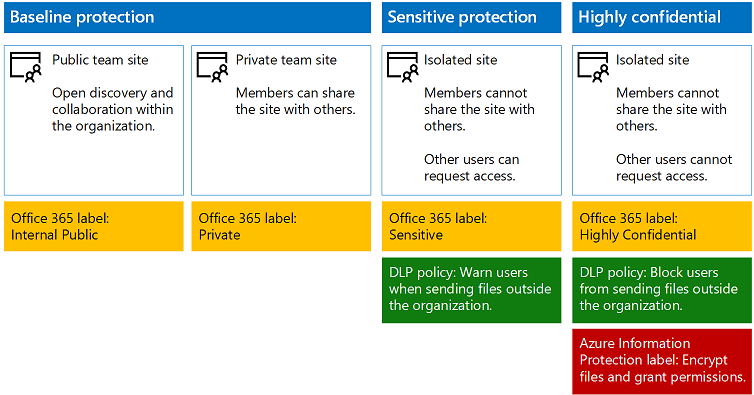 Baseline protection
Sensitive protection
Highly confidential
Public team site
Open discovery and
collaboration within
the organization.
Private team site
Members can share
the site with others.
Isolated site
Members cannot
share the site with
others.
Other users can
request access.
Isolated site
Members cannot
share the site with
others.
Other users cannot
request access.
Office 365 label:
Internal Public
Office 365 label:
Private
Office 365 label:
Sensitive
Office 365 label:
Highly Confidential
DLP policy: Warn users
when sending files outside
the organization.
DLP policy: Block users
from sending files outside
the organization.
Azure Information
Protection label: Encrypt
files and grant permissions.